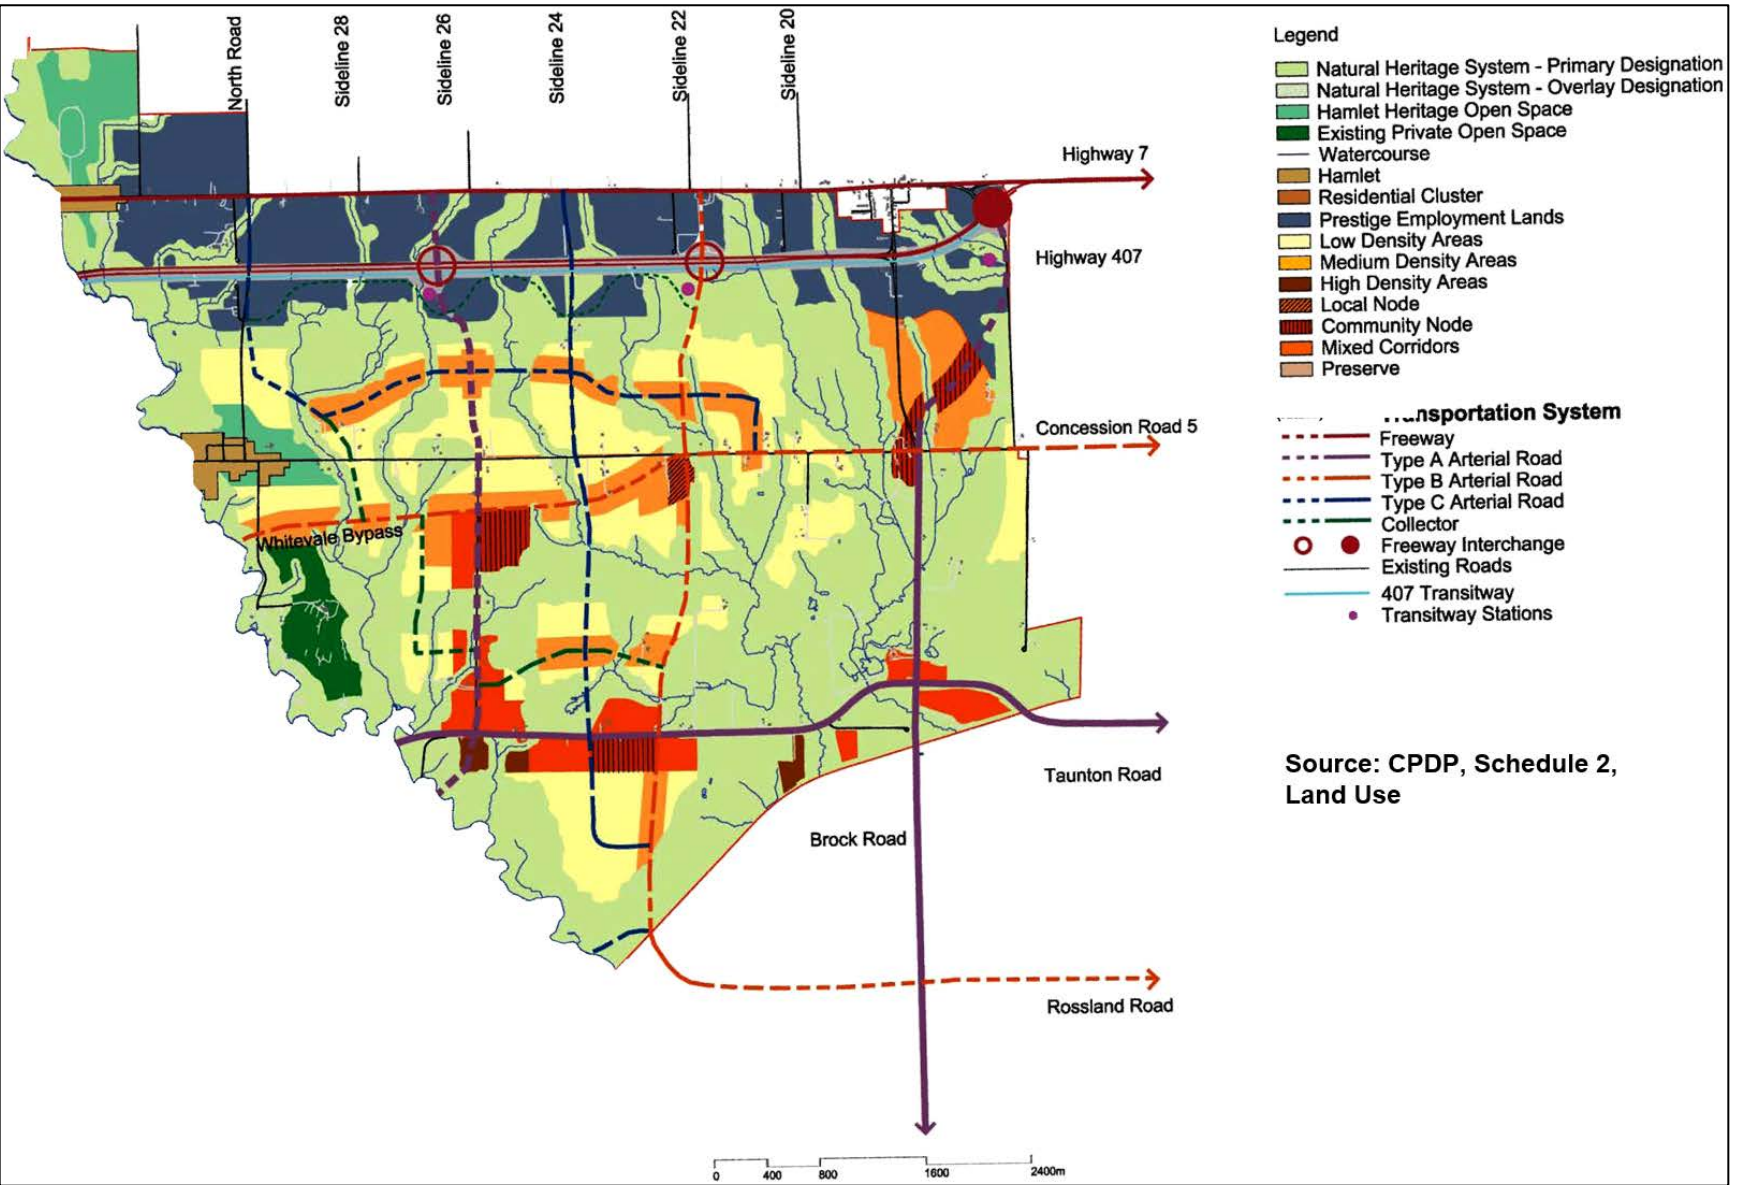 North Road
Sideline 28
Sideline 26
Sideline 24
Sideline 22
Sideline 20
Highway 7
Highway 407
Concession Road 5
Whitevale Bypass
Taunton Road
Brock Road
Rossland Road
0 400 800 1600 2400m
Legend
Natural Heritage System - Primary Designation
Natural Heritage System - Overlay Designation
Hamlet Heritage Open Space
Existing Private Open Space
Watercourse
Hamlet
Residential Cluster
Prestige Employment Lands
Low Density Areas
Medium Density Areas
High Density Areas
Local Node
Community Node
Mixed Corridors
Preserve
System
Freeway
Type A Arterial Road
Type B Arterial Road
Type C Arterial Road
Collector
Freeway Interchange
Existing Roads
407 Transitway
Transitway Stations
Source: CPDP, Schedule 2,
Land Use